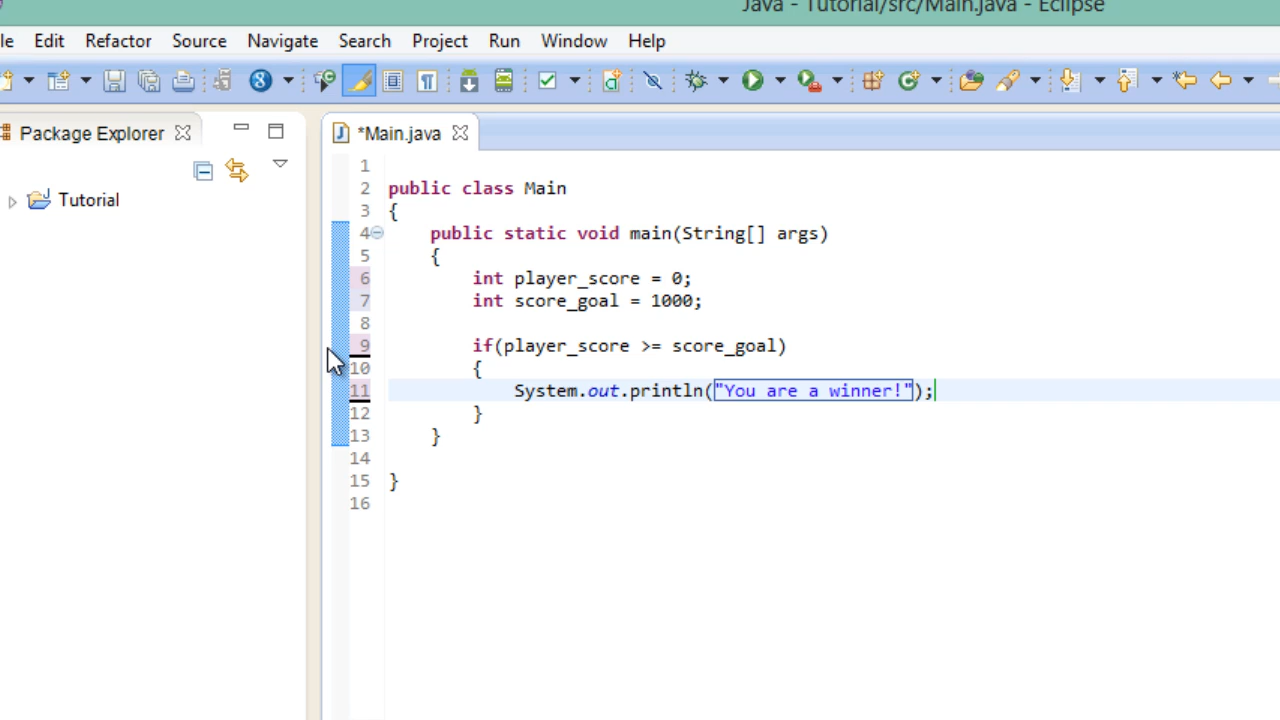 Java - Tutorial/src/Main.java - Eclipse
le Edit Refactor Source Navigate Search Project Run Window Help
Package Explorer
*Main.java
Tutorial
1
2 public class Main
3 {
4 public static void main(String[] args)
5 {
6 int player_score = 0;
7 int score_goal = 1000;
8
9 if(player_score >= score_goal)
10 {
11 System.out.println("You are a winner!");
12 }
13 }
14
15 }
16